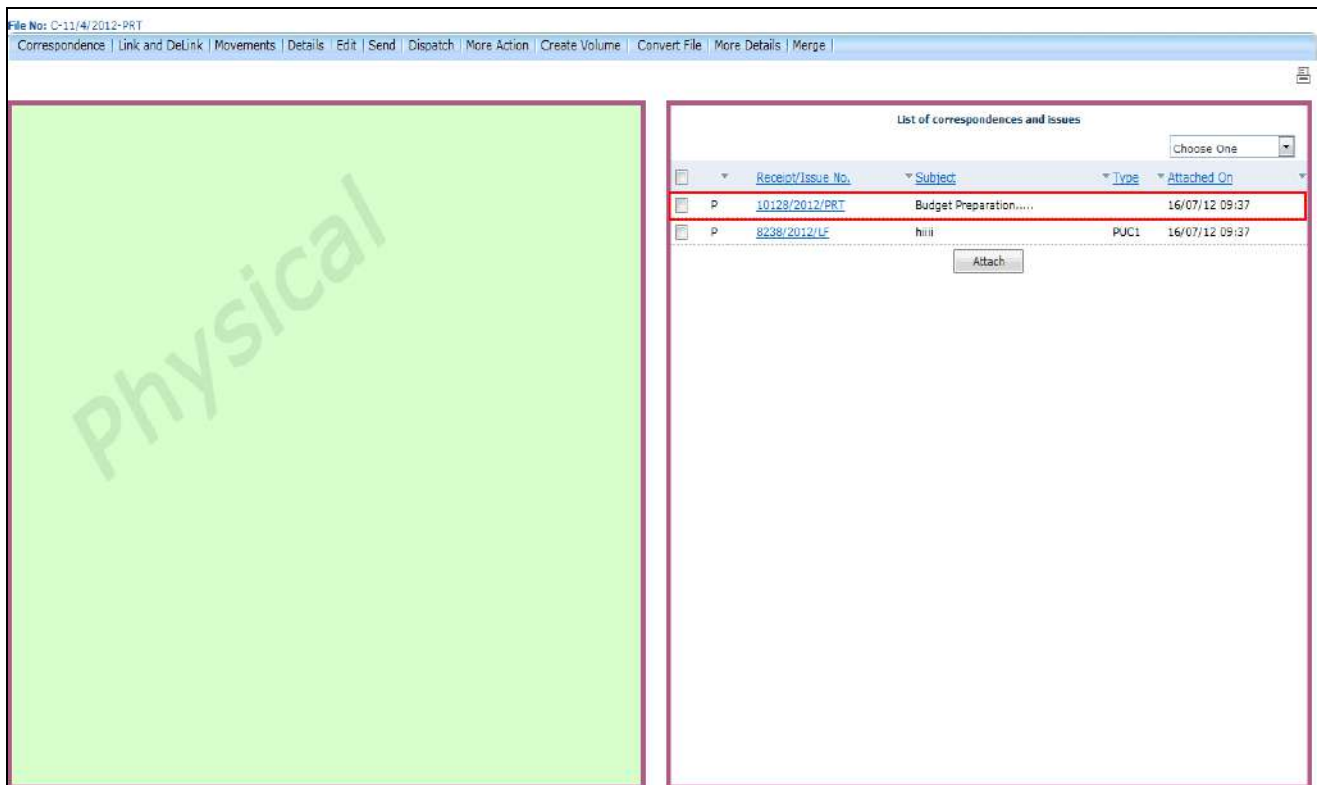 File No: C-11/4/2012-PRT
Correspondence | Link and DeLink | Movements | Details | Edit | Send | Dispatch | More Action | Create Volume | Convert File | More Details | Merge |
Physical
List of correspondences and issues
Choose One
Receipt/Issue No. Subject Type Attached On
P 10128/2012/PRT Budget Preparation..... 16/07/12 09:37
P 8238/2012/LF hiiii PUC1 16/07/12 09:37
Attach